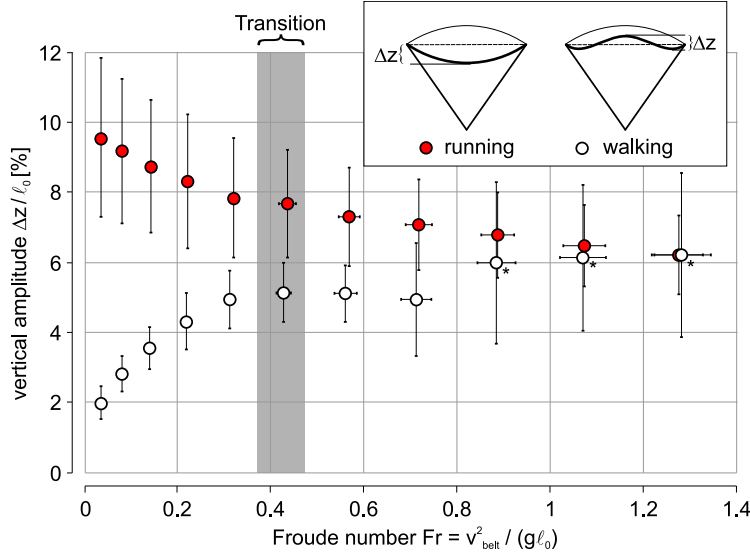 Transition
Δz
Δz
running
walking
vertical amplitude Δz / ℓ₀ [%]
12
10
8
6
4
2
0
*
*
*
0
0.2
0.4
0.6
0.8
1
1.2
1.4
Froude number Fr = v²belt / (gℓ₀)